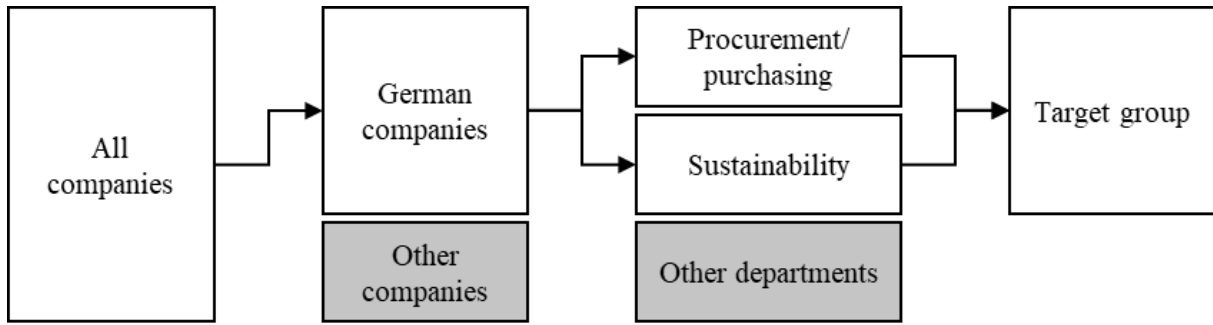 All
companies
German
companies
Other
companies
Procurement/
purchasing
Sustainability
Other departments
Target group